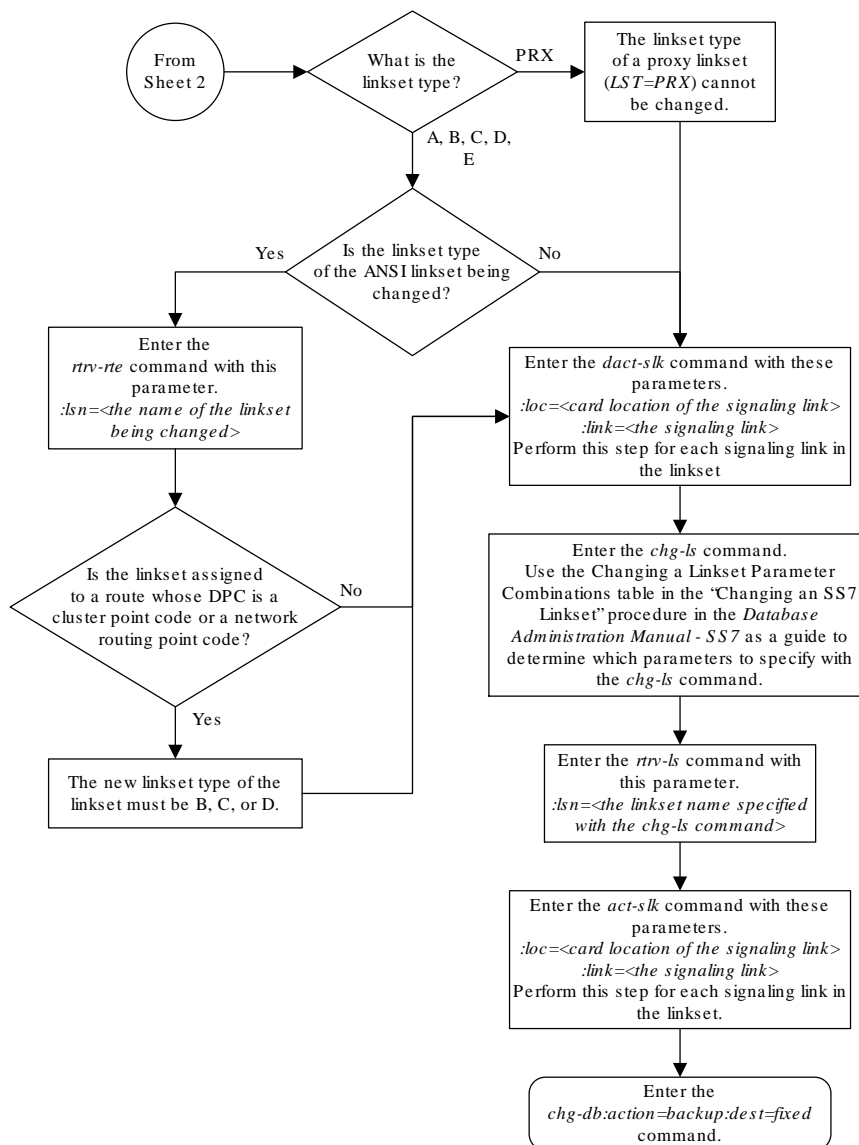 From
Sheet 2
What is the
linkset type?
PRX
The linkset type
of a proxy linkset
(LST=PRX) cannot
be changed.
A, B, C, D,
E
Is the linkset type
of the ANSI linkset being
changed?
Yes
No
Enter the
rtrv-rte command with this
parameter.
:lsn=<the name of the linkset
being changed>
Enter the dact-slk command with these
parameters.
:loc=<card location of the signaling link>
:link=<the signaling link>
Perform this step for each signaling link in
the linkset
Is the linkset assigned
to a route whose DPC is a
cluster point code or a network
routing point code?
No
Yes
The new linkset type of the
linkset must be B, C, or D.
Enter the chg-ls command.
Use the Changing a Linkset Parameter
Combinations table in the “Changing an SS7
Linkset” procedure in the Database
Administration Manual - SS7 as a guide to
determine which parameters to specify with
the chg-ls command.
Enter the rtrv-ls command with
this parameter.
:lsn=<the linkset name specified
with the chg-ls command>
Enter the act-slk command with these
parameters.
:loc=<card location of the signaling link>
:link=<the signaling link>
Perform this step for each signaling link in
the linkset.
Enter the
chg-db:action=backup:dest=fixed
command.